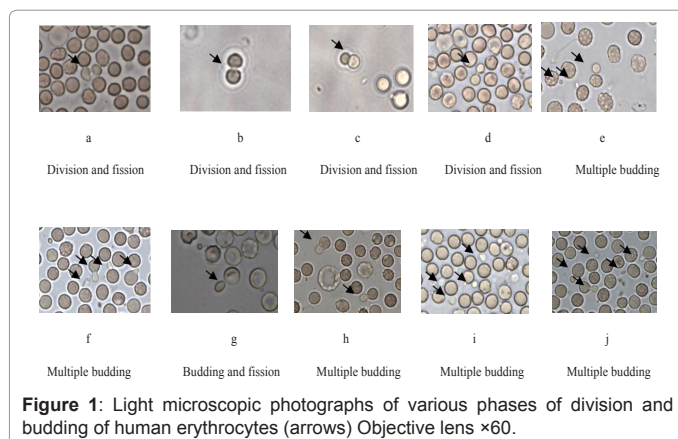 a b c d e
Division and fission Division and fission Division and fission Division and fission Multiple budding
f g h i j
Multiple budding Budding and fission Multiple budding Multiple budding Multiple budding
Figure 1: Light microscopic photographs of various phases of division and
budding of human erythrocytes (arrows) Objective lens ×60.